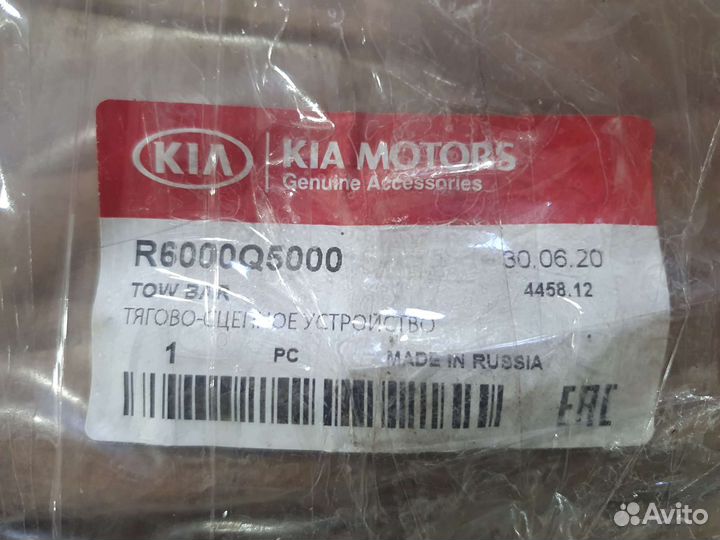 KIA
KIA MOTORS
Genuine Accessories
R6000Q5000
30.06.20
TOW BAR
4458.12
ТЯГОВО-СЦЕПНОЕ УСТРОЙСТВО
1 PC MADE IN RUSSIA
EAC
Avito